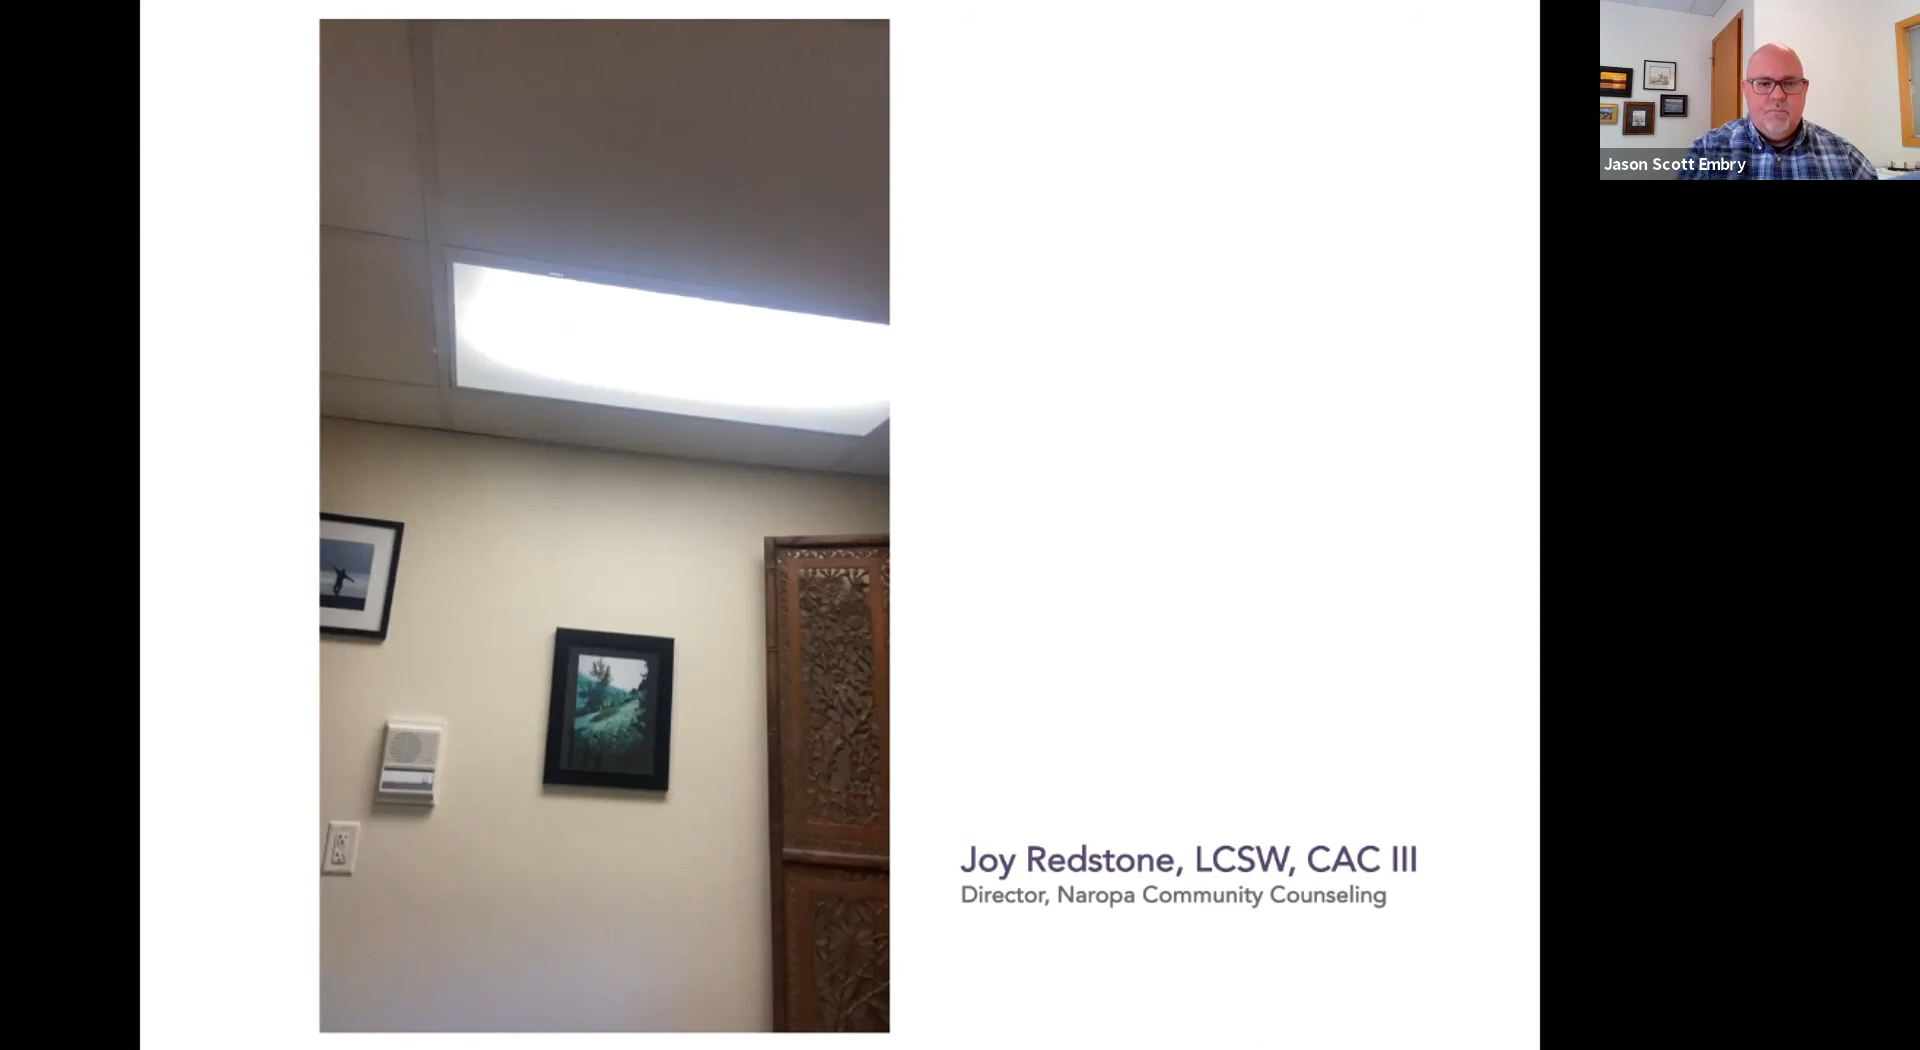 Jason Scott Embry
Joy Redstone, LCSW, CAC III
Director, Naropa Community Counseling